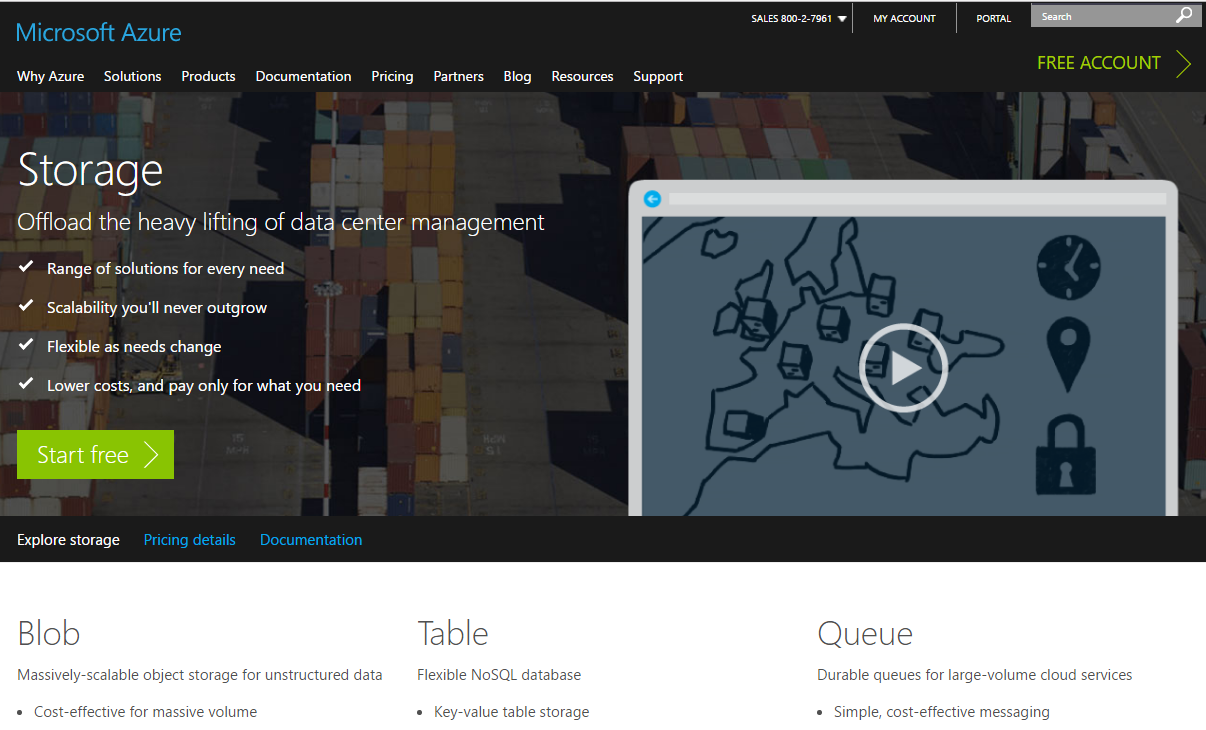 SALES 800-2-7961
MY ACCOUNT
PORTAL
Search
Microsoft Azure
FREE ACCOUNT
Why Azure Solutions Products Documentation Pricing Partners Blog Resources Support
Storage
Offload the heavy lifting of data center management
Range of solutions for every need
Scalability you'll never outgrow
Flexible as needs change
Lower costs, and pay only for what you need
Start free
Explore storage Pricing details Documentation
Blob
Massively-scalable object storage for unstructured data
• Cost-effective for massive volume
Table
Flexible NoSQL database
• Key-value table storage
Queue
Durable queues for large-volume cloud services
• Simple, cost-effective messaging